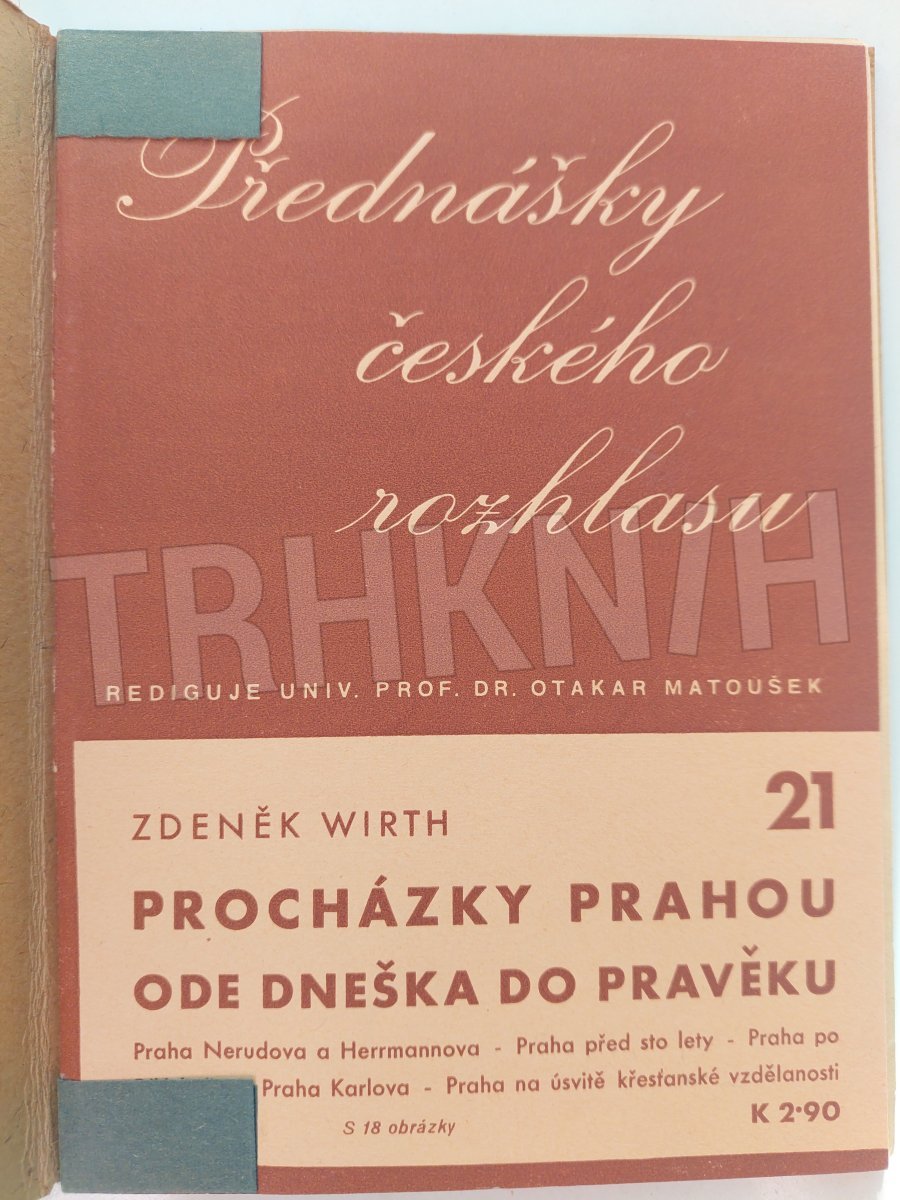 Přednášky
českého
rozhlasu
TRHKNIH
REDIGUJE UNIV. PROF. DR. OTAKAR MATOUŠEK
21
ZDENĚK WIRTH
PROCHÁZKY PRAHOU
ODE DNEŠKA DO PRAVĚKU
Praha Nerudova a Herrmannova - Praha před sto lety - Praha po
Praha Karlova - Praha na úsvitě křesťanské vzdělanosti
S 18 obrázky
K 2·90